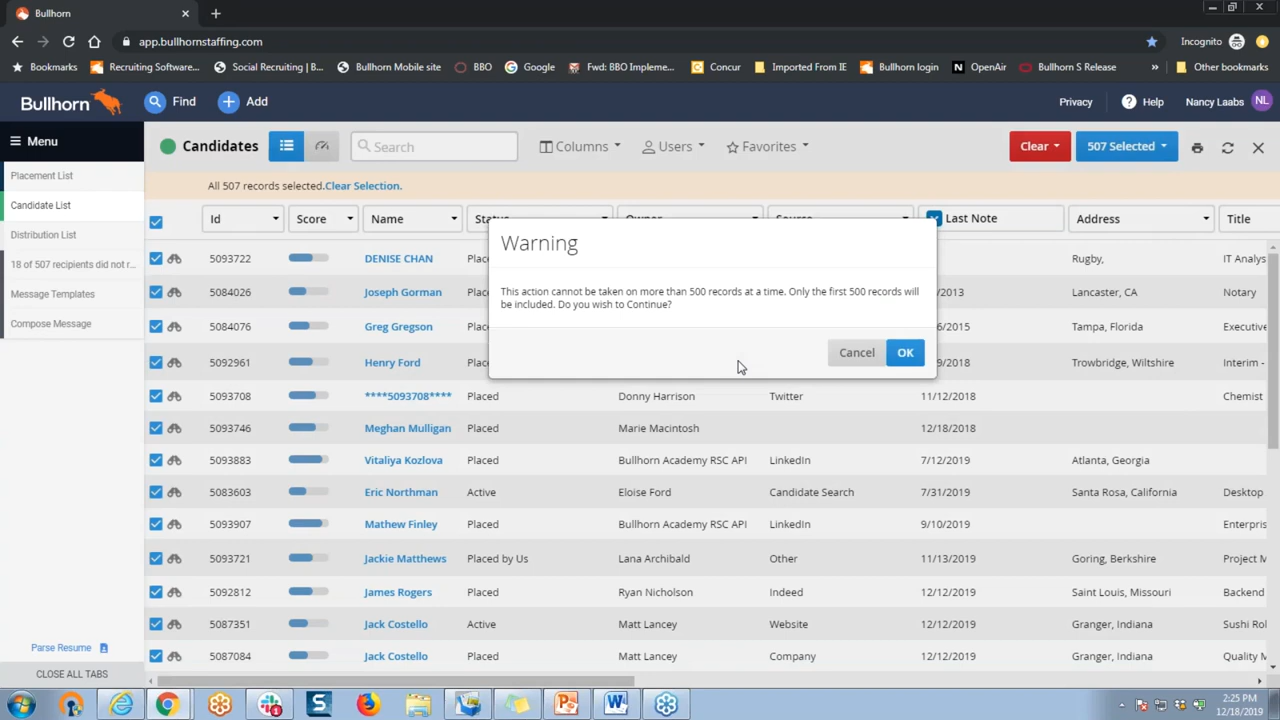 Bullhorn
app.bullhornstaffing.com
Incognito
Bookmarks
Recruiting Software...
Social Recruiting | B...
Bullhorn Mobile site
BBO
Google
Fwd: BBO Impleme...
Concur
Imported From IE
Bullhorn login
OpenAir
Bullhorn S Release
»
Other bookmarks
Bullhorn
Find
Add
Privacy
Help
Nancy Laabs
NL
Menu
Placement List
Candidate List
Distribution List
18 of 507 recipients did not r...
Message Templates
Compose Message
Parse Resume
CLOSE ALL TABS
Candidates
Search
Columns
Users
Favorites
Clear
507 Selected
All 507 records selected.Clear Selection.
Id Score Name Status Owner Source Last Note Address Title
Warning
This action cannot be taken on more than 500 records at a time. Only the first 500 records will
be included. Do you wish to Continue?
Cancel
OK
5093722 DENISE CHAN Place Rugby, IT Analys
5084026 Joseph Gorman Place /2013 Lancaster, CA Notary
5084076 Greg Gregson Place 6/2015 Tampa, Florida Executive
5092961 Henry Ford Place 9/2018 Trowbridge, Wiltshire Interim -
5093708 ****5093708**** Placed Donny Harrison Twitter 11/12/2018 Chemist
5093746 Meghan Mulligan Placed Marie Macintosh 12/18/2018
5093883 Vitaliya Kozlova Placed Bullhorn Academy RSC API LinkedIn 7/12/2019 Atlanta, Georgia
5083603 Eric Northman Active Eloise Ford Candidate Search 7/31/2019 Santa Rosa, California Desktop
5093907 Mathew Finley Placed Bullhorn Academy RSC API LinkedIn 9/10/2019 Enterpris
5093721 Jackie Matthews Placed by Us Lana Archibald Other 11/13/2019 Goring, Berkshire Project M
5092812 James Rogers Placed Ryan Nicholson Indeed 12/12/2019 Saint Louis, Missouri Backend
5087351 Jack Costello Active Matt Lancey Website 12/12/2019 Granger, Indiana Sushi Rol
5087084 Jack Costello Placed Matt Lancey Company 12/12/2019 Granger, Indiana Quality M
2:25 PM
12/18/2019